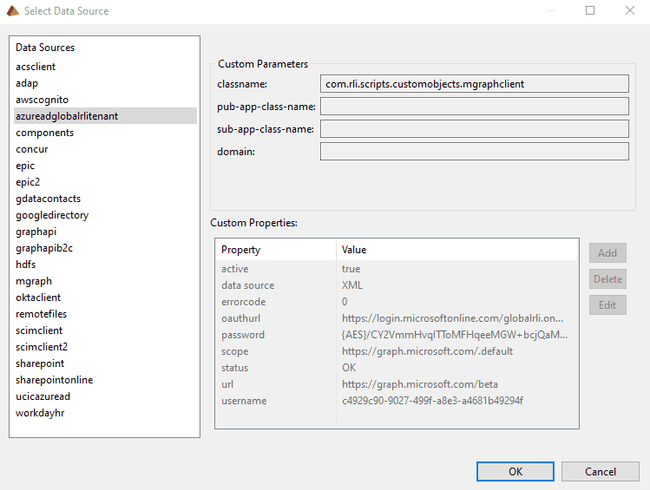 Select Data Source
Data Sources
acsclient
adap
awscognito
azureadglobalrlitenant
components
concur
epic
epic2
gdatacontacts
googledirectory
graphapi
graphapib2c
hdfs
mgraph
oktaclient
remotefiles
scimclient
scimclient2
sharepoint
sharepointonline
ucicazuread
workdayhr
Custom Parameters
classname: com.rli.scripts.customobjects.mgraphclient
pub-app-class-name:
sub-app-class-name:
domain:
Custom Properties:
Property Value
active true
data source XML
errorcode 0
oauthurl https://login.microsoftonline.com/globalrli.on...
password {AES}/CY2VmmHvqITToMFHqeeMGW+bcjQaM...
scope https://graph.microsoft.com/.default
status OK
url https://graph.microsoft.com/beta
username c4929c90-9027-499f-a8e3-a4681b49294f
Add
Delete
Edit
OK Cancel